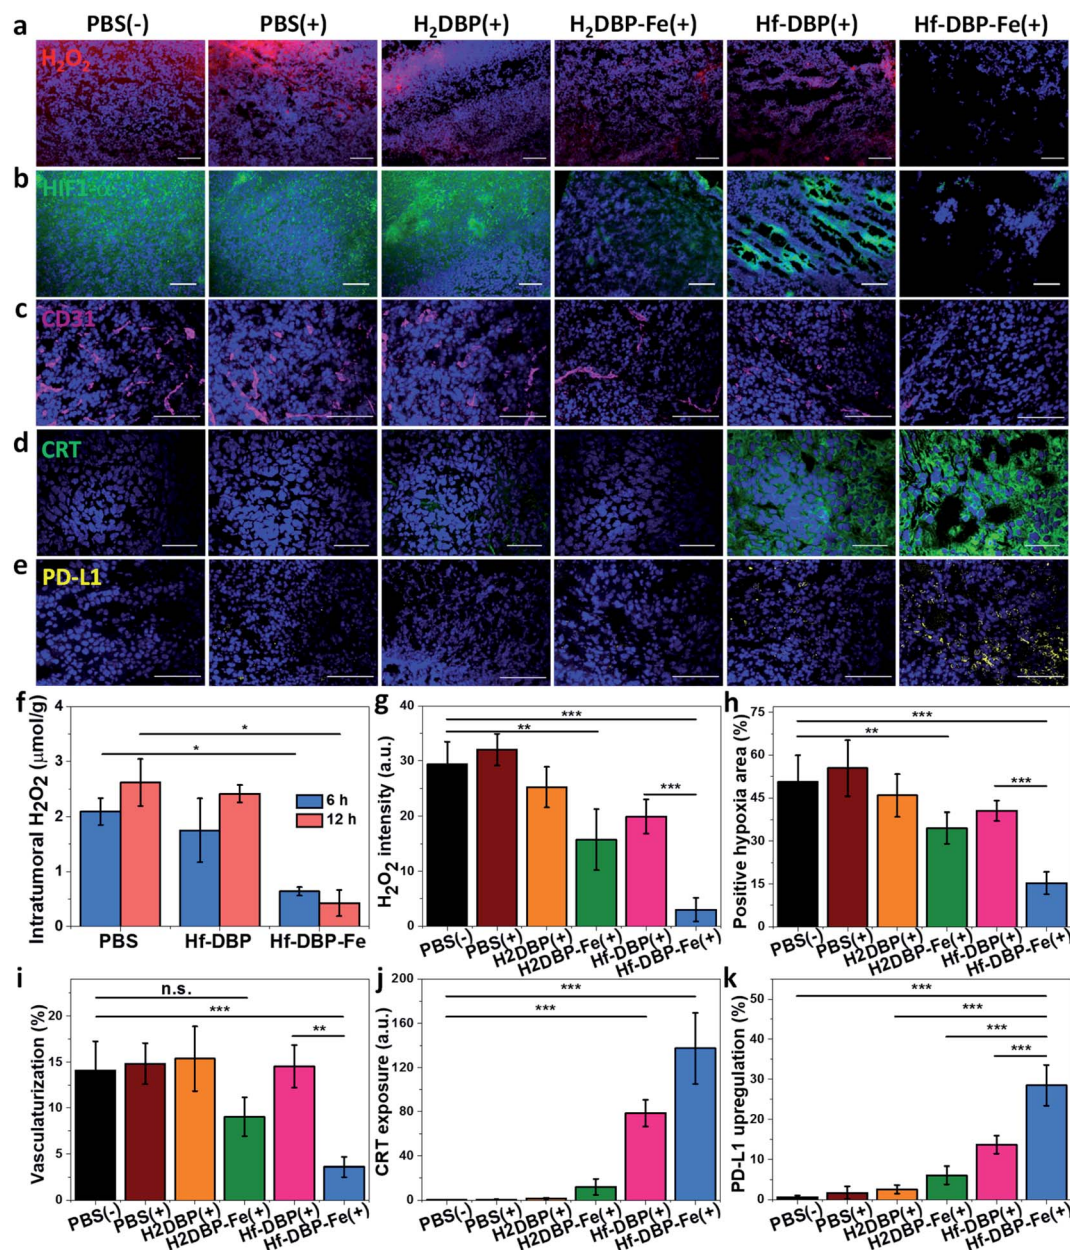 a PBS(-) PBS(+) H₂DBP(+) H₂DBP-Fe(+) Hf-DBP(+) Hf-DBP-Fe(+)
H₂O₂
b HIF1-α
c CD31
d CRT
e PD-L1
f
Intratumoral H₂O₂ (μmol/g)
4
3
2
1
0
*
*
6 h
12 h
PBS Hf-DBP Hf-DBP-Fe
g
H₂O₂ intensity (a.u.)
40
30
20
10
0
***
**
***
PBS(-) PBS(+) H2DBP(+) H2DBP-Fe(+) Hf-DBP(+) Hf-DBP-Fe(+)
h
Positive hypoxia area (%)
75
60
45
30
15
0
***
**
***
PBS(-) PBS(+) H2DBP(+) H2DBP-Fe(+) Hf-DBP(+) Hf-DBP-Fe(+)
i
Vasculaturization (%)
20
15
10
5
0
n.s.
***
**
PBS(-) PBS(+) H2DBP(+) H2DBP-Fe(+) Hf-DBP(+) Hf-DBP-Fe(+)
j
CRT exposure (a.u.)
200
160
120
80
40
0
***
***
PBS(-) PBS(+) H2DBP(+) H2DBP-Fe(+) Hf-DBP(+) Hf-DBP-Fe(+)
k
PD-L1 upregulation (%)
50
40
30
20
10
0
***
***
***
***
PBS(-) PBS(+) H2DBP(+) H2DBP-Fe(+) Hf-DBP(+) Hf-DBP-Fe(+)